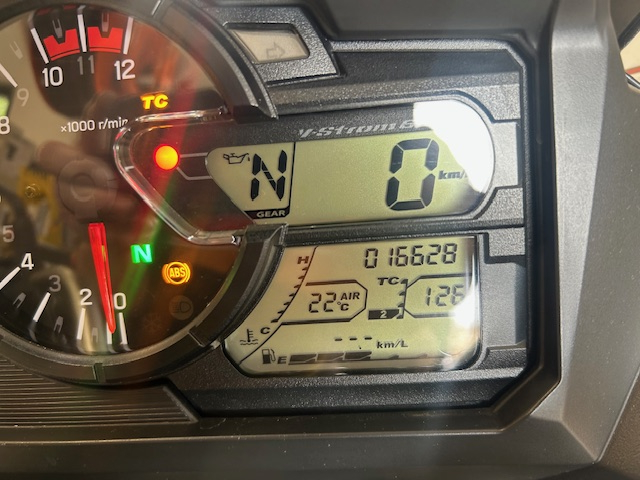 10 11 12
9
8
x1000 r/min
TC
V-Strom
N
GEAR
0
km/
5
4
2
0
N
ABS
H
016628
TC
22 AIR °C
2
126
C
-.- km/L
E